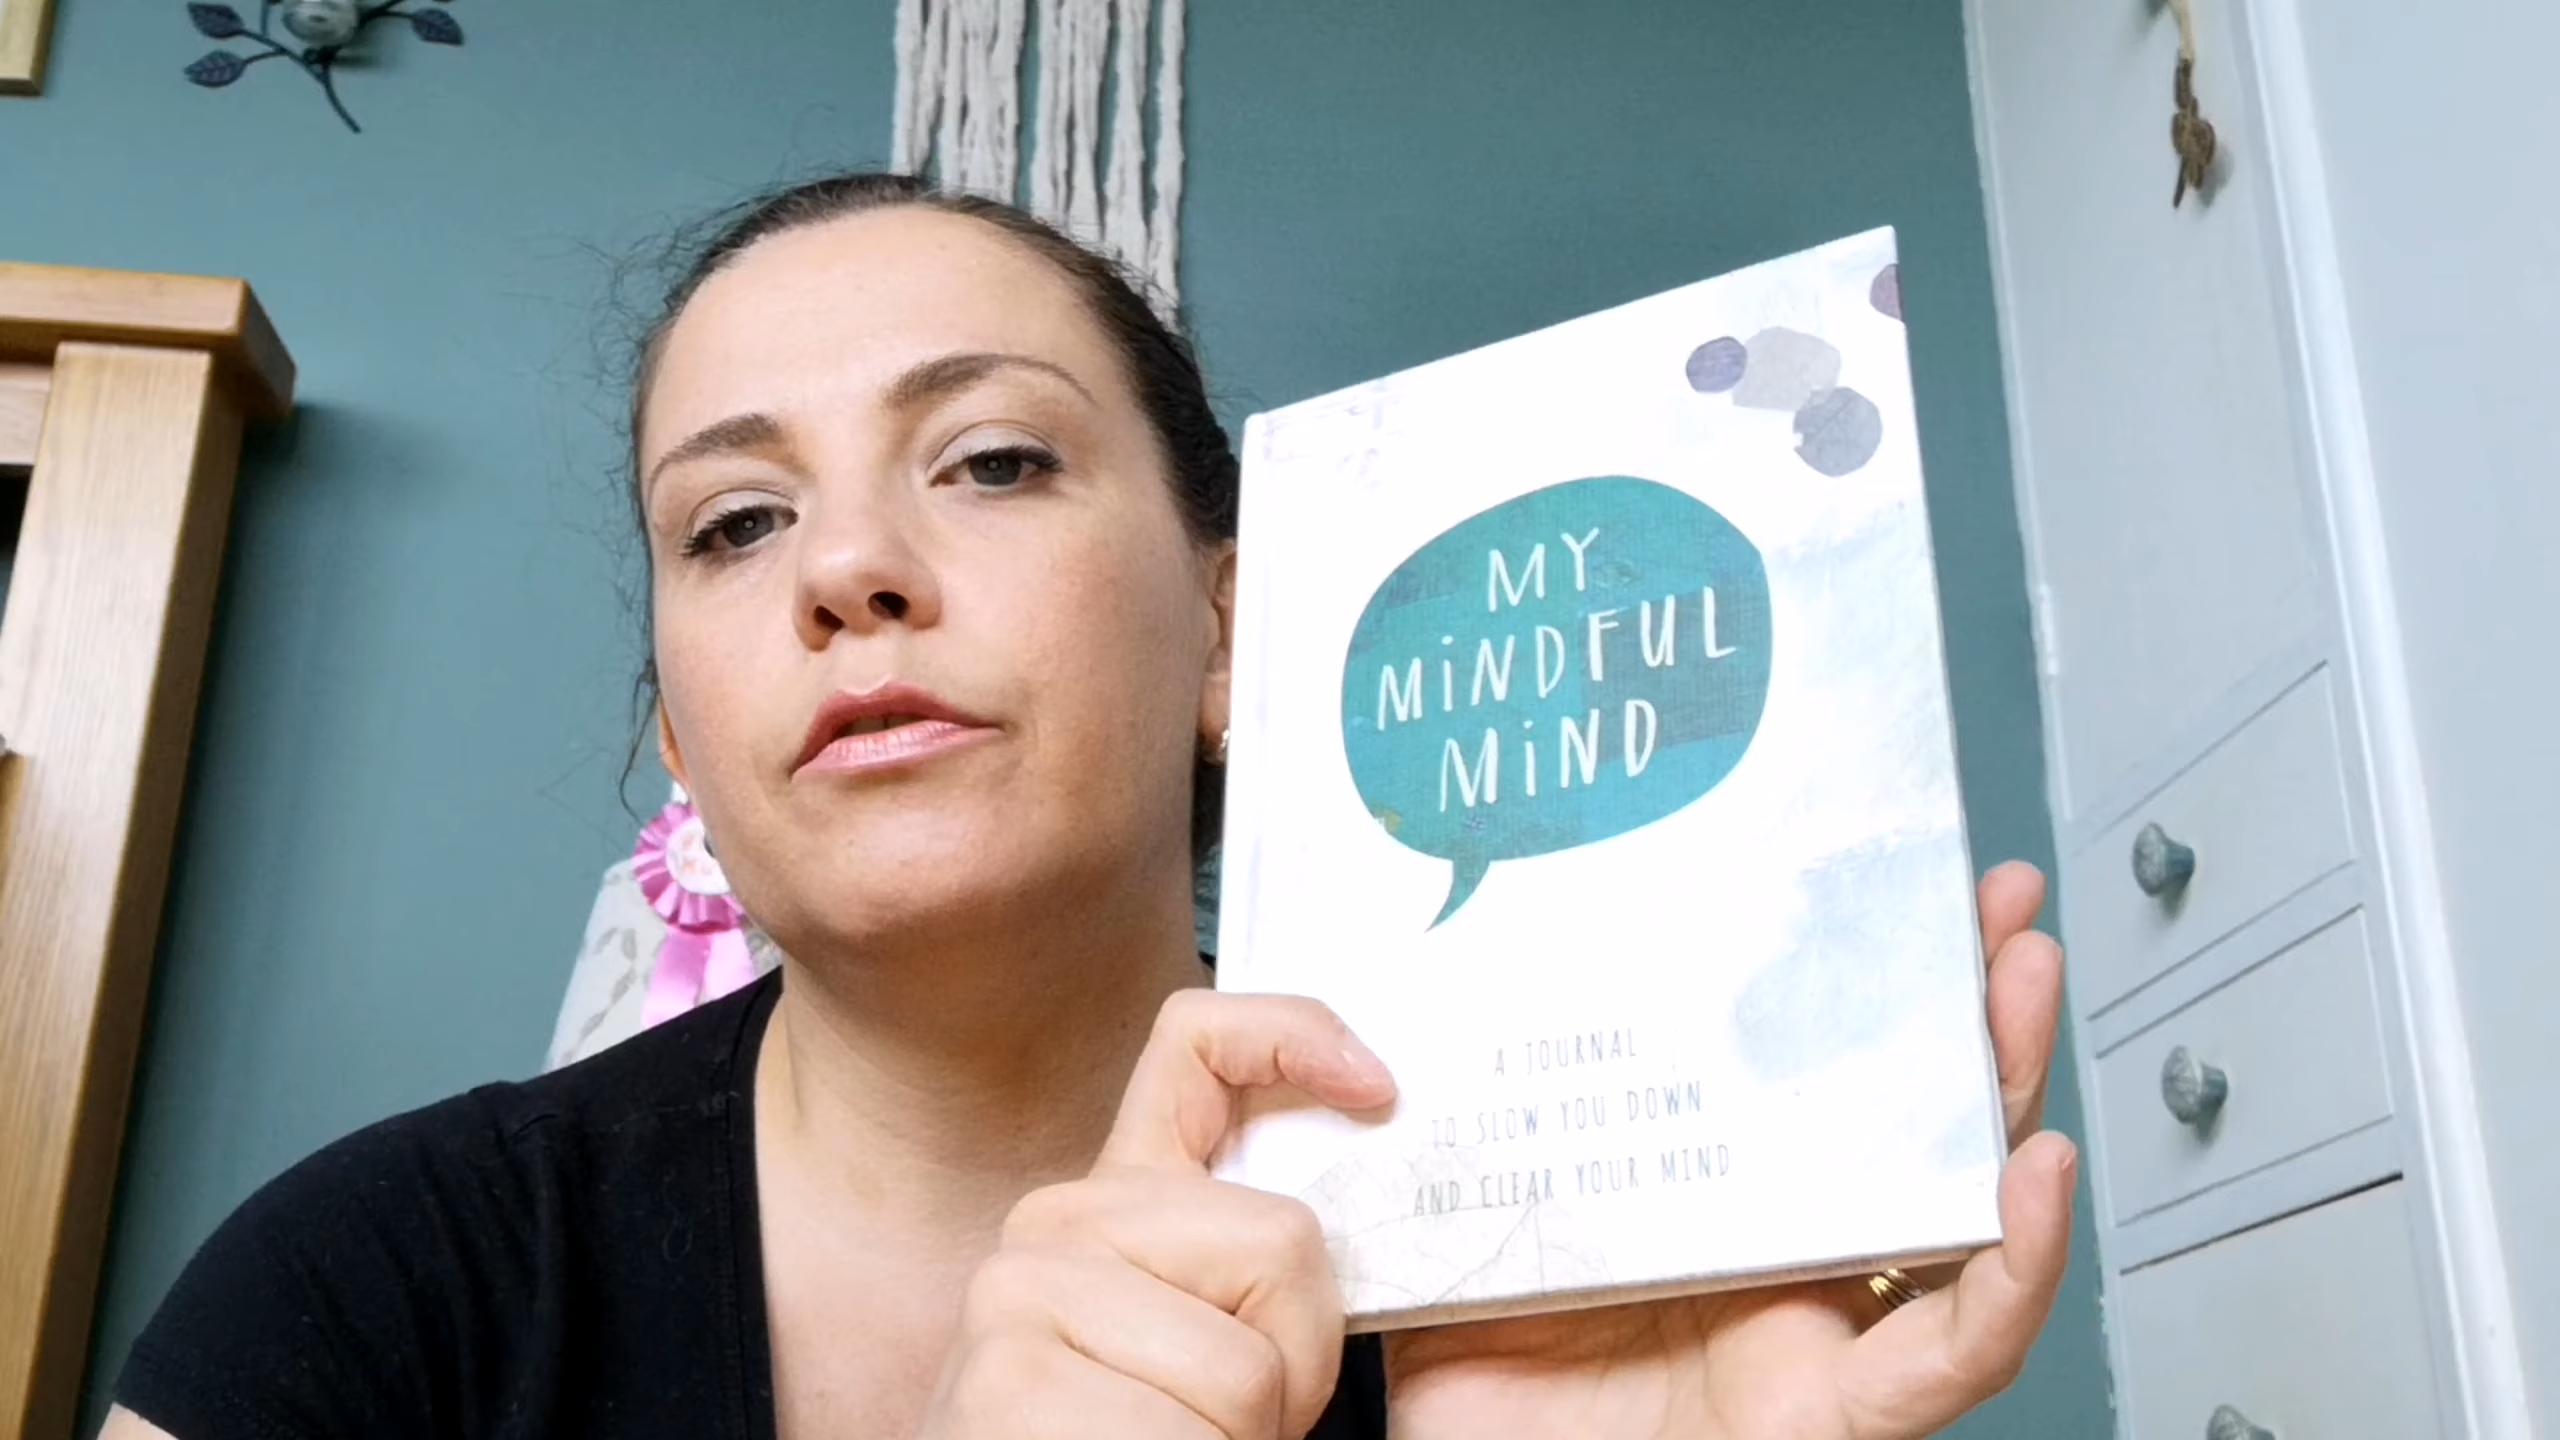 MY
MiNDFUL
MiND
A JOURNAL
TO SLOW YOU DOWN
AND CLEAR YOUR MIND